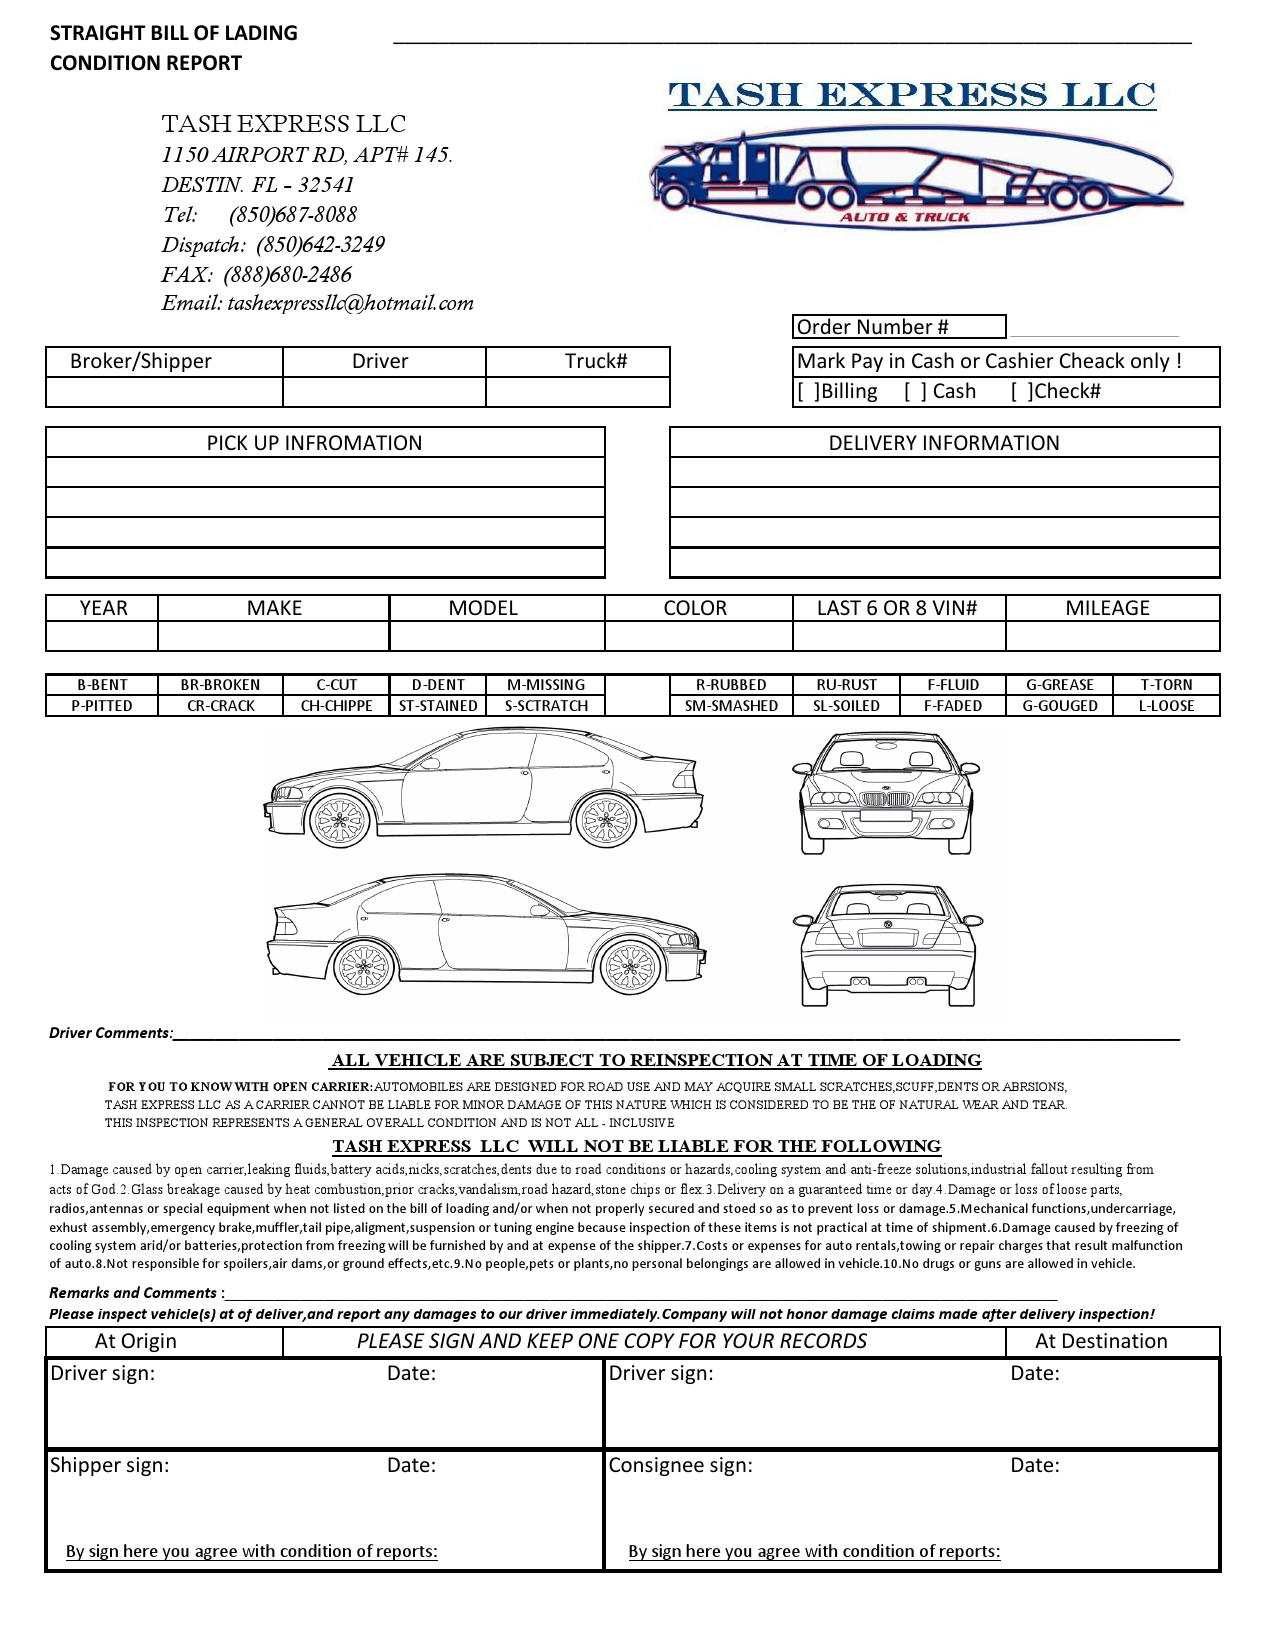 STRAIGHT BILL OF LADING
CONDITION REPORT
TASH EXPRESS LLC
AUTO & TRUCK
TASH EXPRESS LLC
1150 AIRPORT RD, APT# 145.
DESTIN. FL – 32541
Tel: (850)687-8088
Dispatch: (850)642-3249
FAX: (888)680-2486
Email: tashexpressllc@hotmail.com
Order Number #
Broker/Shipper Driver Truck#
Mark Pay in Cash or Cashier Cheack only !
[ ]Billing [ ] Cash [ ]Check#
PICK UP INFROMATION DELIVERY INFORMATION
YEAR MAKE MODEL COLOR LAST 6 OR 8 VIN# MILEAGE
B-BENT BR-BROKEN C-CUT D-DENT M-MISSING R-RUBBED RU-RUST F-FLUID G-GREASE T-TORN
P-PITTED CR-CRACK CH-CHIPPE ST-STAINED S-SCTRATCH SM-SMASHED SL-SOILED F-FADED G-GOUGED L-LOOSE
Driver Comments:
ALL VEHICLE ARE SUBJECT TO REINSPECTION AT TIME OF LOADING
FOR YOU TO KNOW WITH OPEN CARRIER:AUTOMOBILES ARE DESIGNED FOR ROAD USE AND MAY ACQUIRE SMALL SCRATCHES,SCUFF,DENTS OR ABRSIONS,
TASH EXPRESS LLC AS A CARRIER CANNOT BE LIABLE FOR MINOR DAMAGE OF THIS NATURE WHICH IS CONSIDERED TO BE THE OF NATURAL WEAR AND TEAR.
THIS INSPECTION REPRESENTS A GENERAL OVERALL CONDITION AND IS NOT ALL - INCLUSIVE
TASH EXPRESS LLC WILL NOT BE LIABLE FOR THE FOLLOWING
1.Damage caused by open carrier,leaking fluids,battery acids,nicks,scratches,dents due to road conditions or hazards,cooling system and anti-freeze solutions,industrial fallout resulting from
acts of God.2.Glass breakage caused by heat combustion,prior cracks,vandalism,road hazard,stone chips or flex.3.Delivery on a guaranteed time or day.4.Damage or loss of loose parts,
radios,antennas or special equipment when not listed on the bill of loading and/or when not properly secured and stoed so as to prevent loss or damage.5.Mechanical functions,undercarriage,
exhust assembly,emergency brake,muffler,tail pipe,aligment,suspension or tuning engine because inspection of these items is not practical at time of shipment.6.Damage caused by freezing of
cooling system arid/or batteries,protection from freezing will be furnished by and at expense of the shipper.7.Costs or expenses for auto rentals,towing or repair charges that result malfunction
of auto.8.Not responsible for spoilers,air dams,or ground effects,etc.9.No people,pets or plants,no personal belongings are allowed in vehicle.10.No drugs or guns are allowed in vehicle.
Remarks and Comments :
Please inspect vehicle(s) at of deliver,and report any damages to our driver immediately.Company will not honor damage claims made after delivery inspection!
At Origin PLEASE SIGN AND KEEP ONE COPY FOR YOUR RECORDS At Destination
Driver sign: Date: Driver sign: Date:
Shipper sign: Date: Consignee sign: Date:
By sign here you agree with condition of reports: By sign here you agree with condition of reports: